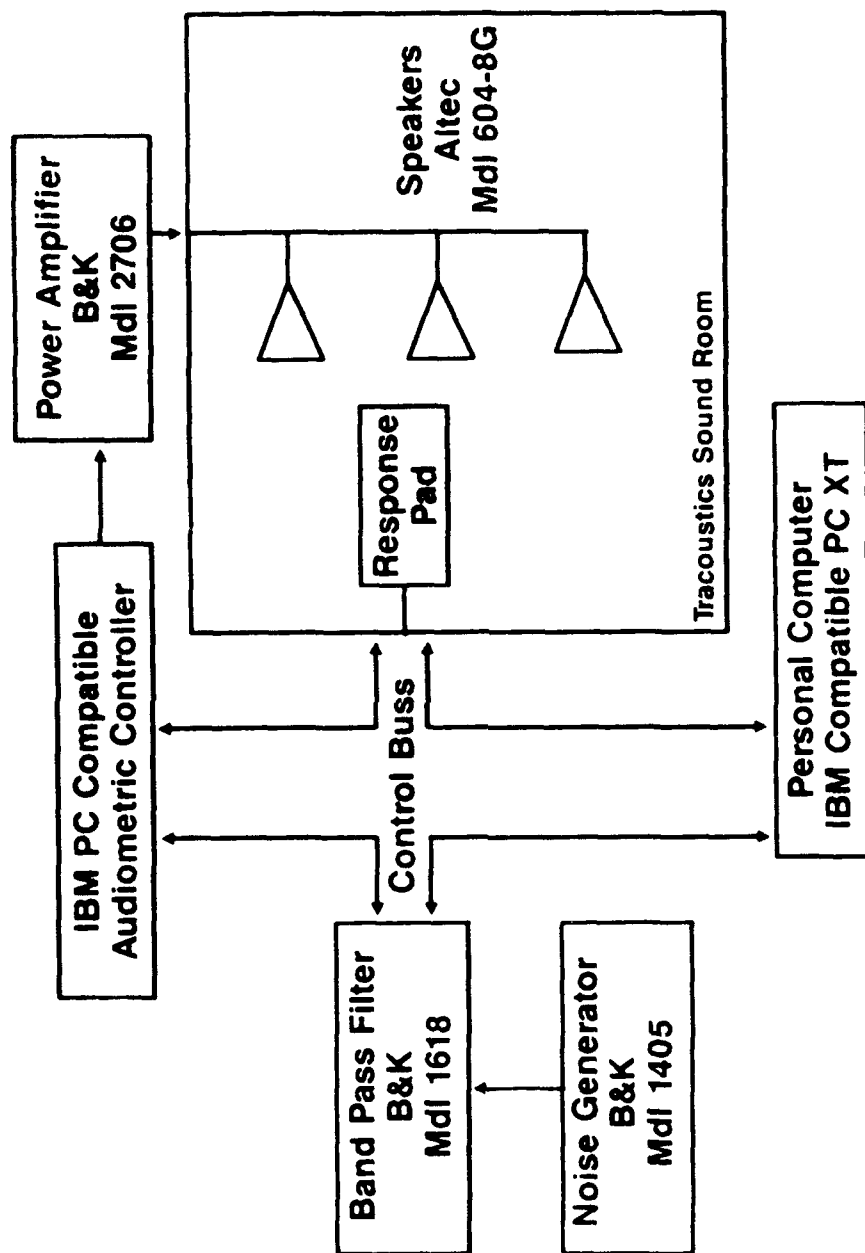 IBM PC Compatible
Audiometric Controller
Power Amplifier
B&K
Mdl 2706
Band Pass Filter
B&K
Mdl 1618
Control Buss
Response
Pad
Speakers
Altec
Mdl 604-8G
Noise Generator
B&K
Mdl 1405
Tracoustics Sound Room
Personal Computer
IBM Compatible PC XT